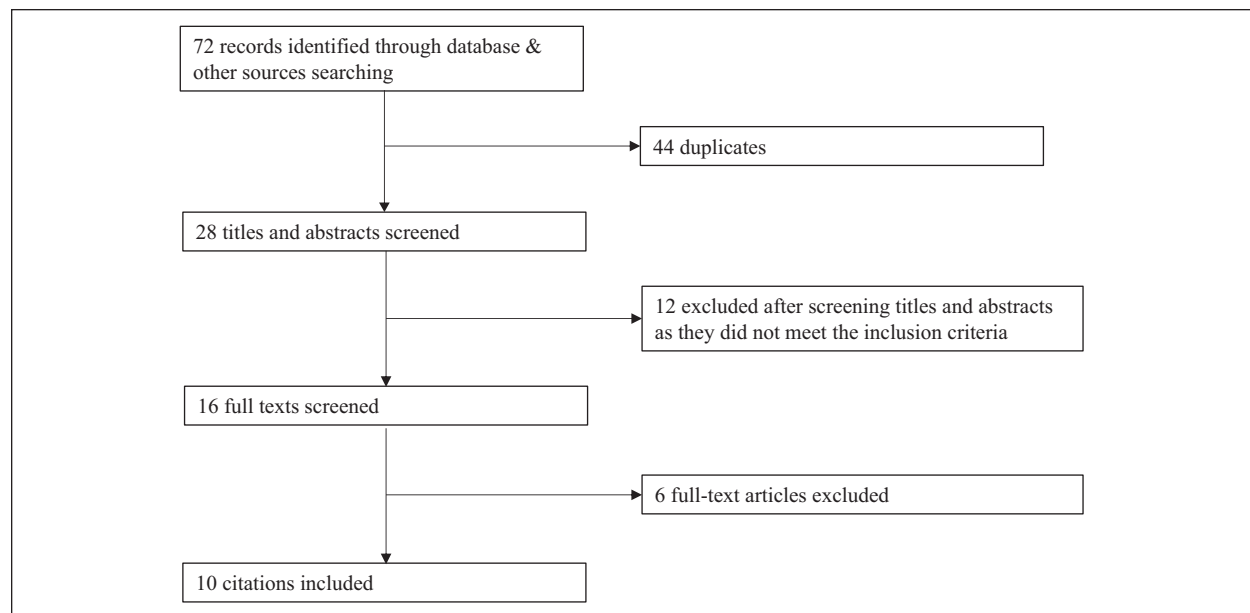 72 records identified through database &
other sources searching
44 duplicates
28 titles and abstracts screened
12 excluded after screening titles and abstracts
as they did not meet the inclusion criteria
16 full texts screened
6 full-text articles excluded
10 citations included